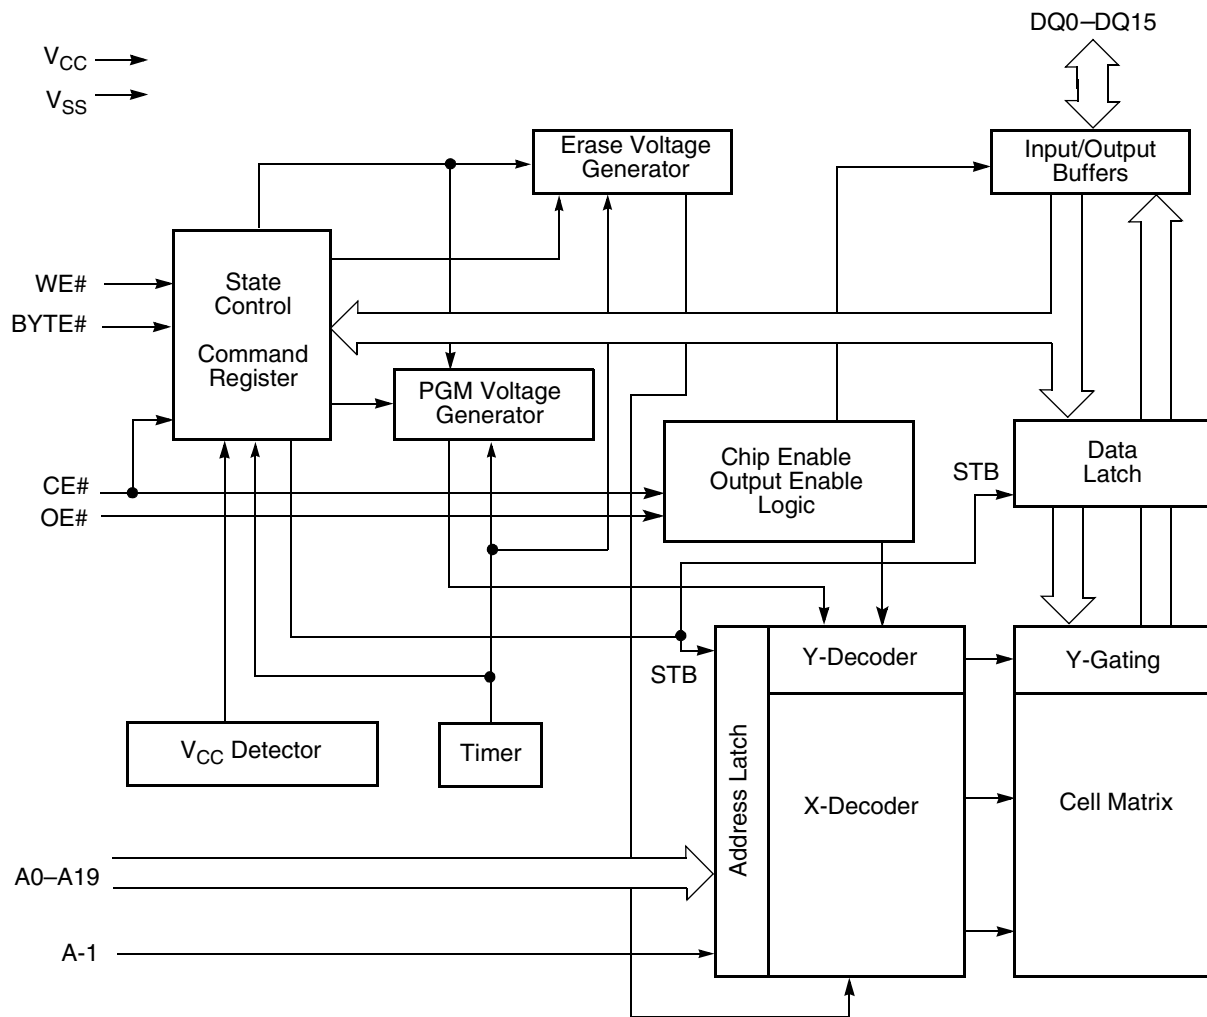 DQ0–DQ15
VCC
VSS
Erase Voltage
Generator
Input/Output
Buffers
WE#
BYTE#
State
Control
Command
Register
PGM Voltage
Generator
CE#
OE#
Chip Enable
Output Enable
Logic
STB
Data
Latch
STB
Y-Decoder
Y-Gating
VCC Detector
Timer
Address Latch
X-Decoder
Cell Matrix
A0–A19
A-1